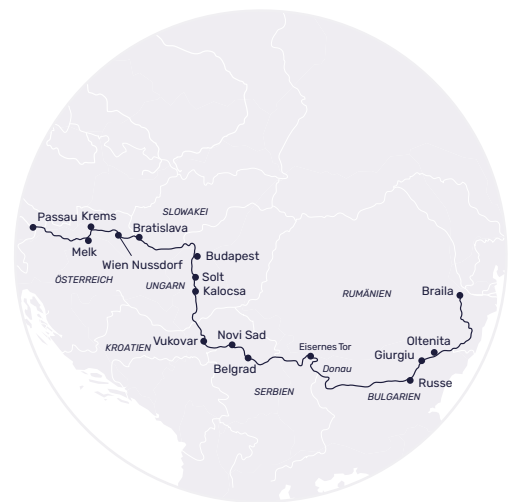 SLOWAKEI
Passau
Krems
Bratislava
Melk
Wien Nussdorf
Budapest
ÖSTERREICH
UNGARN
Solt
Kalocsa
RUMÄNIEN
Braila
KROATIEN
Vukovar
Novi Sad
Eisernes Tor
Oltenita
Giurgiu
Belgrad
Donau
Russe
SERBIEN
BULGARIEN